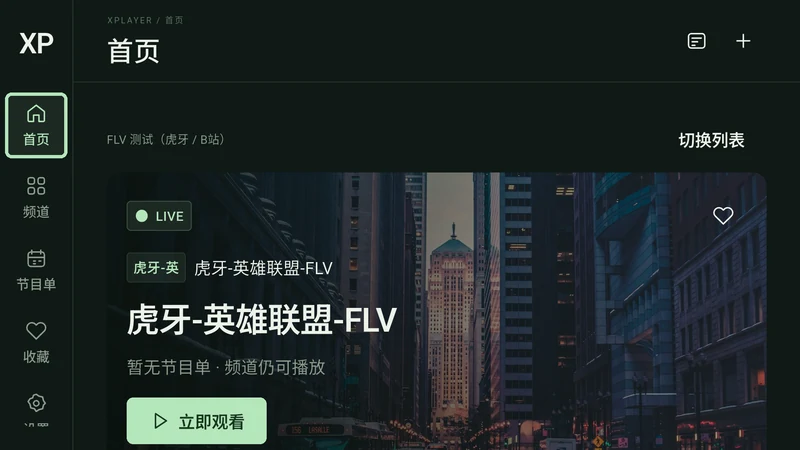 XP
首页
频道
节目单
收藏
XPLAYER / 首页
首页
FLV 测试（虎牙 / B站）
切换列表
LIVE
虎牙-英
虎牙-英雄联盟-FLV
虎牙-英雄联盟-FLV
暂无节目单 · 频道仍可播放
立即观看